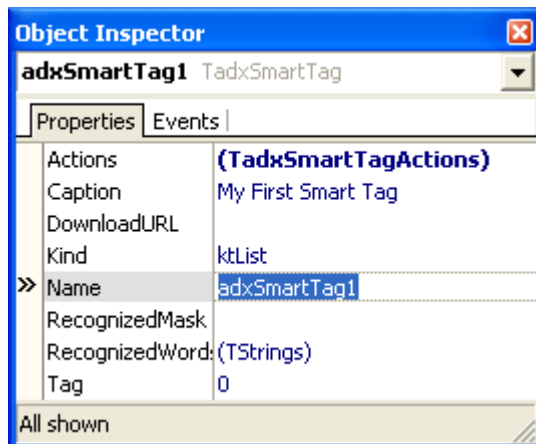 Object Inspector
adxSmartTag1 TadxSmartTag
Properties Events
Actions (TadxSmartTagActions)
Caption My First Smart Tag
DownloadURL
Kind ktList
Name adxSmartTag1
RecognizedMask
RecognizedWord (TStrings)
Tag 0
All shown